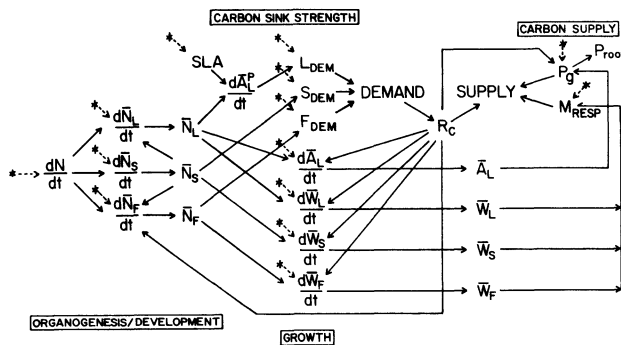 CARBON SINK STRENGTH
CARBON SUPPLY
* SLA
* L_DEM
* P_g
P_roo
dĀ_L^P/dt
* S_DEM
DEMAND
SUPPLY
* M_RESP
* dN̄_L/dt
N̄_L
* F_DEM
R_c
* dN/dt
* dN̄_S/dt
N̄_S
* dĀ_L/dt
Ā_L
* dN̄_F/dt
N̄_F
* dW̄_L/dt
W̄_L
* dW̄_S/dt
W̄_S
* dW̄_F/dt
W̄_F
ORGANOGENESIS/DEVELOPMENT
GROWTH